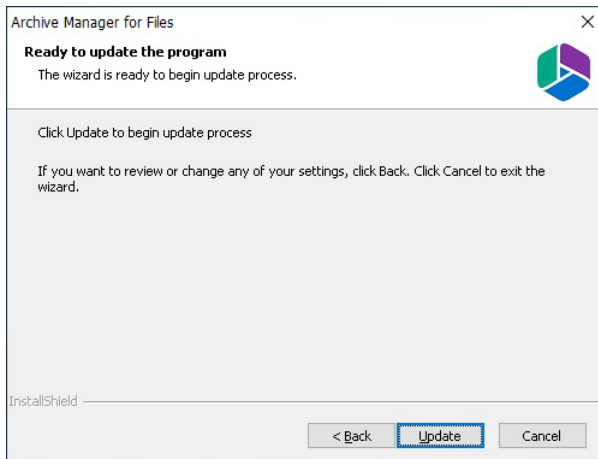 Archive Manager for Files
Ready to update the program
The wizard is ready to begin update process.
Click Update to begin update process
If you want to review or change any of your settings, click Back. Click Cancel to exit the
wizard.
InstallShield
< Back
Update
Cancel